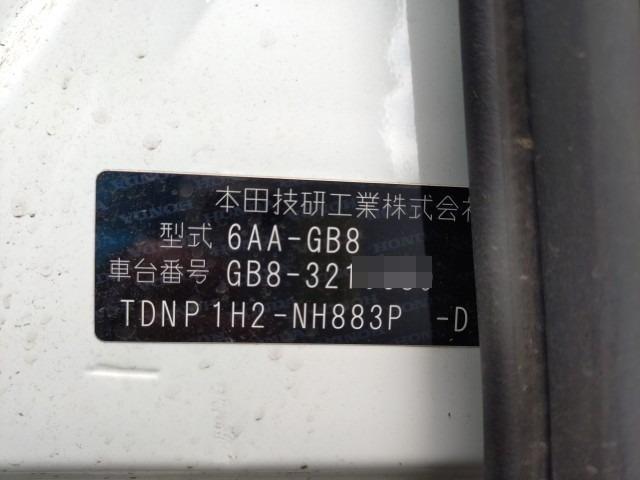 本田技研工業株式会社
型式 6AA-GB8
車台番号 GB8-321
TDNP 1H2-NH883P -D